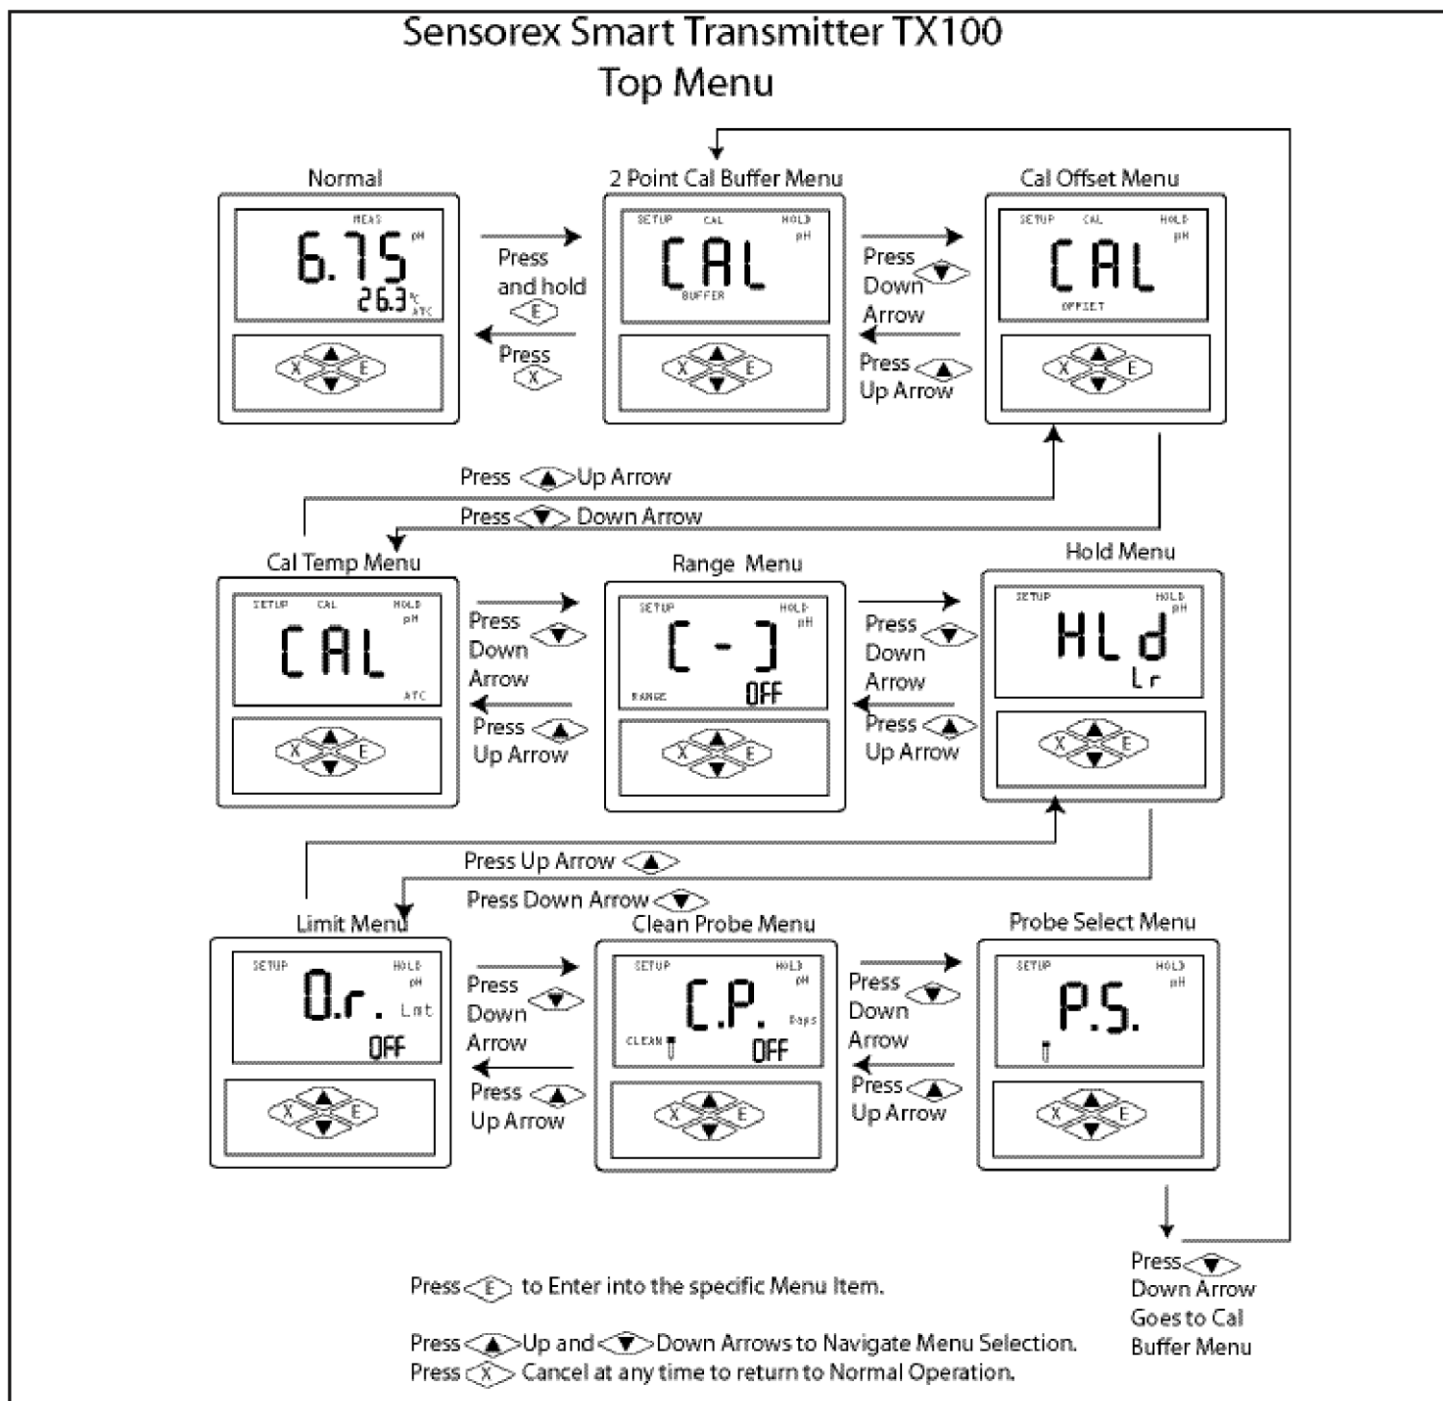 Sensorex Smart Transmitter TX100
Top Menu
Normal
MEAS
6.75 pH
26.3 °C
ATC
X E
Press
and hold
E
Press
X
2 Point Cal Buffer Menu
SETUP CAL HOLD
pH
CAL
BUFFER
X E
Press
Down
Arrow
Press
Up Arrow
Cal Offset Menu
SETUP CAL HOLD
pH
CAL
OFFSET
X E
Press Up Arrow
Press Down Arrow
Cal Temp Menu
SETUP CAL HOLD
pH
CAL
ATC
X E
Press
Down
Arrow
Press
Up Arrow
Range Menu
SETUP HOLD
pH
[ - ]
RANGE OFF
X E
Press
Down
Arrow
Press
Up Arrow
Hold Menu
SETUP HOLD
pH
HLd
Lr
X E
Press Up Arrow
Press Down Arrow
Limit Menu
SETUP HOLD
pH
O.r. Lmt
OFF
X E
Press
Down
Arrow
Press
Up Arrow
Clean Probe Menu
SETUP HOLD
pH
C.P. Days
CLEAN OFF
X E
Press
Down
Arrow
Press
Up Arrow
Probe Select Menu
SETUP HOLD
pH
P.S.
X E
Press
Down Arrow
Goes to Cal
Buffer Menu
Press E to Enter into the specific Menu Item.
Press Up and Down Arrows to Navigate Menu Selection.
Press X Cancel at any time to return to Normal Operation.